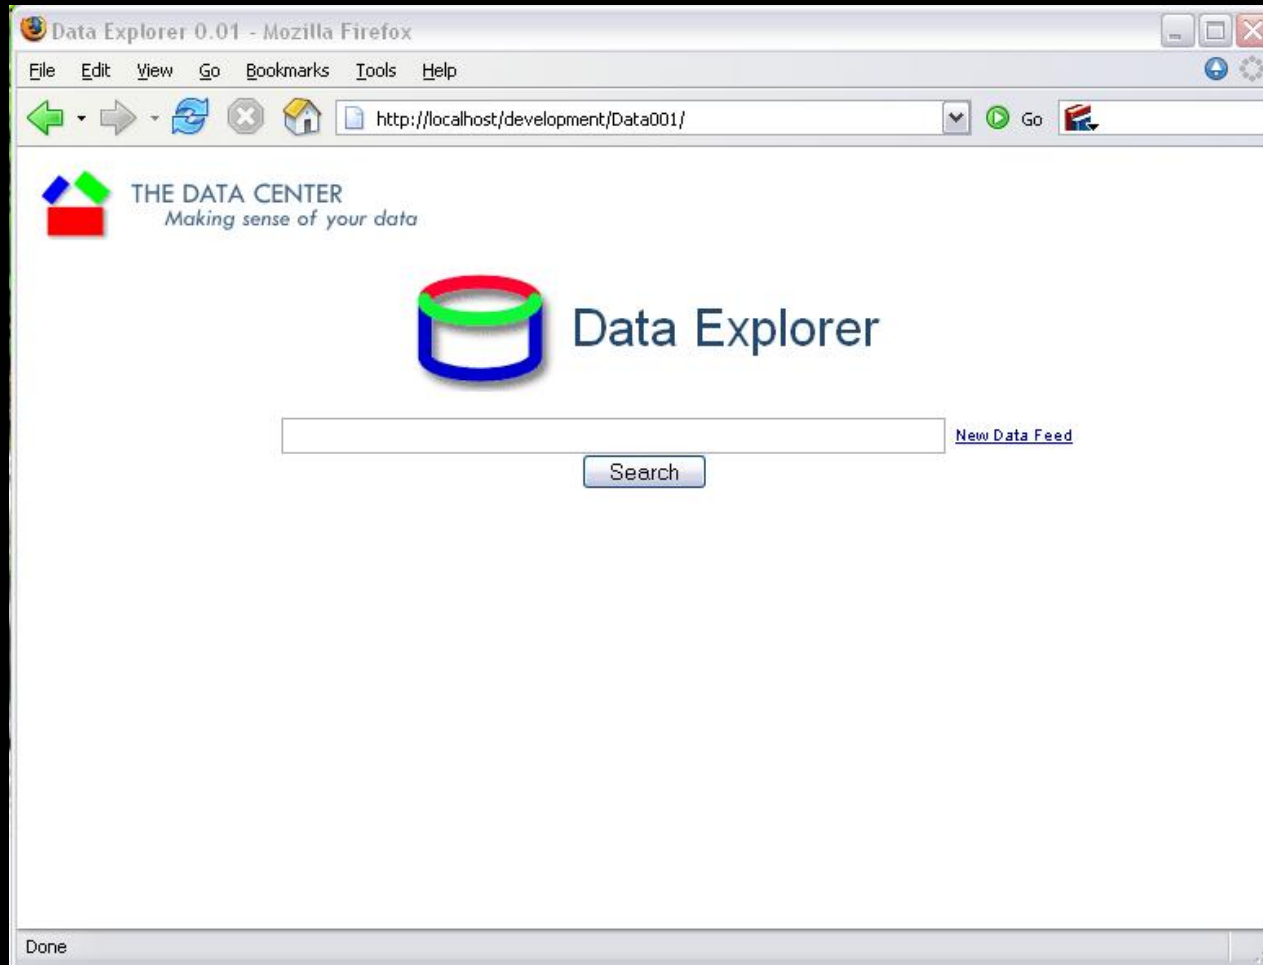 Data Explorer 0.01 - Mozilla Firefox
File Edit View Go Bookmarks Tools Help
http://localhost/development/Data001/ Go
THE DATA CENTER
Making sense of your data
Data Explorer
New Data Feed
Search
Done